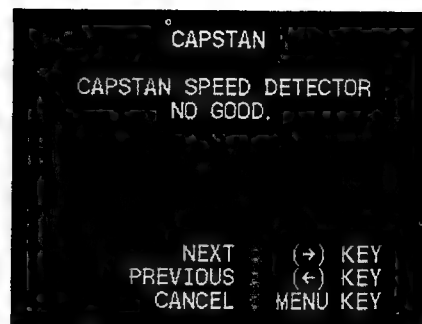 CAPSTAN
CAPSTAN SPEED DETECTOR
NO GOOD.
NEXT : (→) KEY
PREVIOUS : (←) KEY
CANCEL : MENU KEY